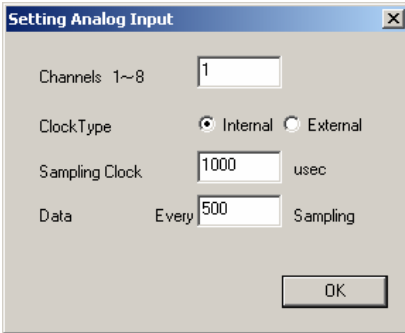 Setting Analog Input
Channels 1~8 1
ClockType Internal External
Sampling Clock 1000 usec
Data Every 500 Sampling
OK